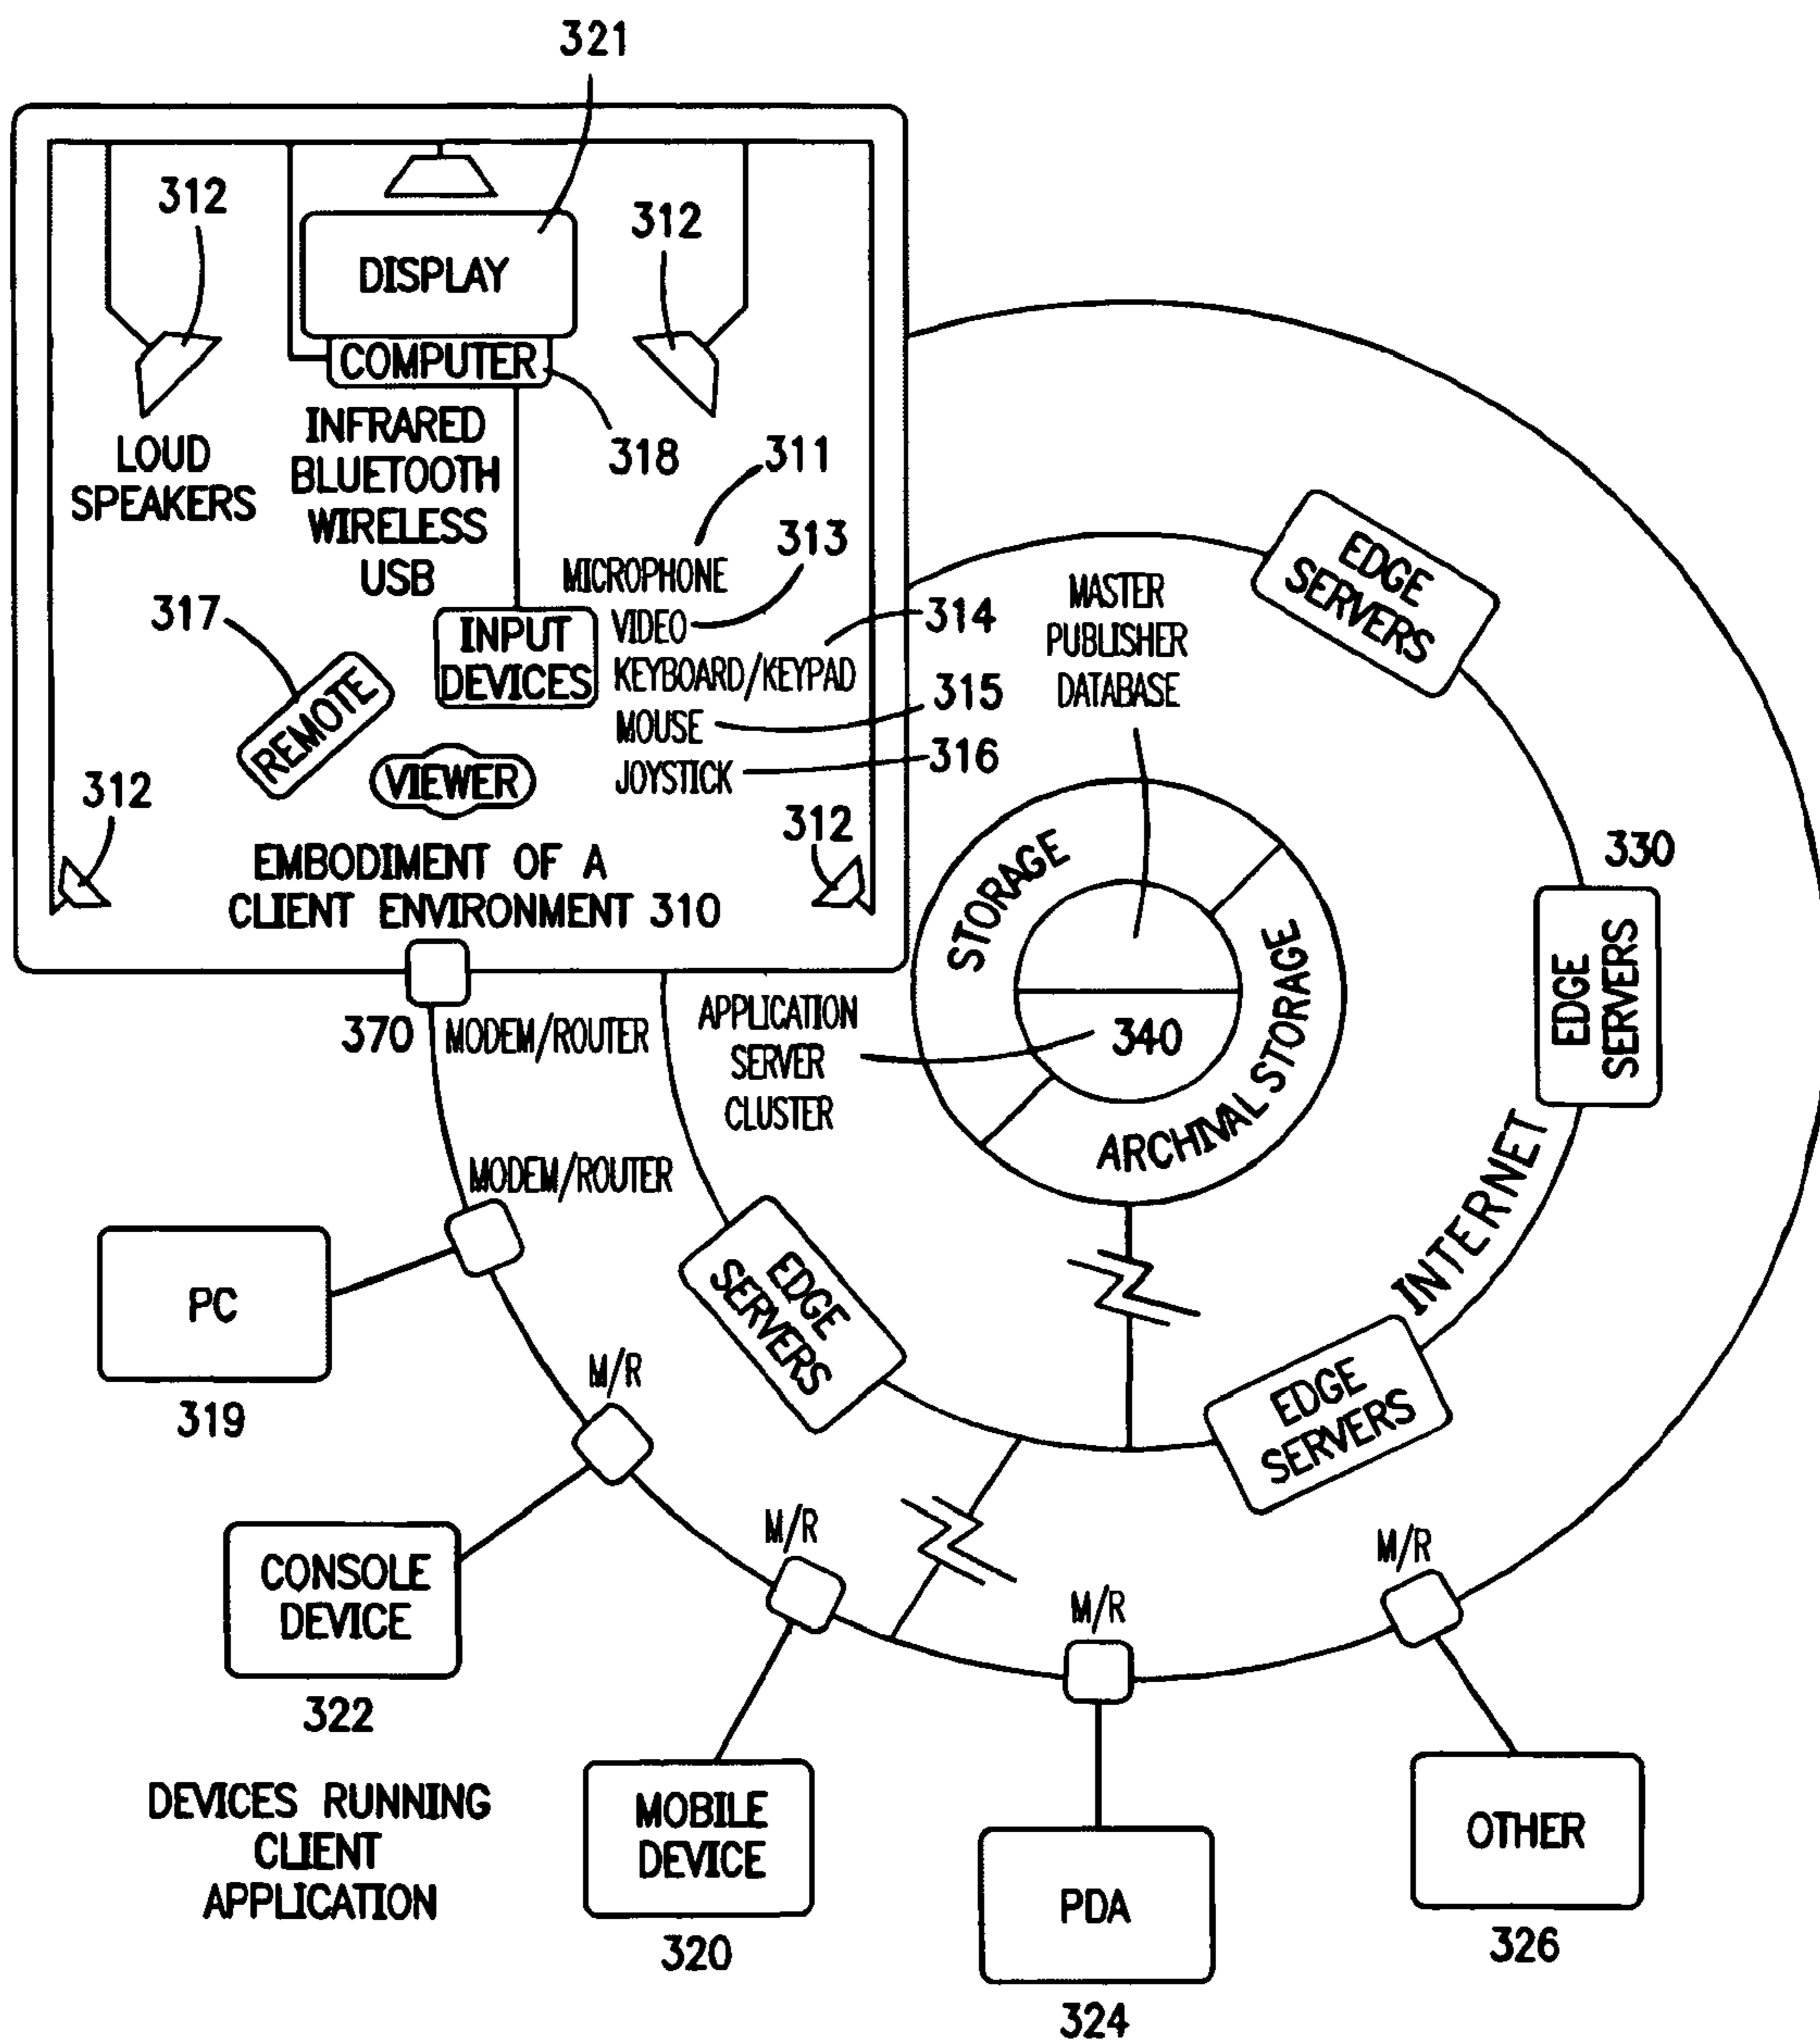 321
312
312
DISPLAY
COMPUTER
318
LOUD
SPEAKERS
INFRARED
BLUETOOTH
WIRELESS
USB
311
MICROPHONE
313
VIDEO
314
KEYBOARD/KEYPAD
315
MOUSE
316
JOYSTICK
INPUT
DEVICES
317
REMOTE
VIEWER
312
312
EMBODIMENT OF A
CLIENT ENVIRONMENT 310
MASTER
PUBLISHER
DATABASE
EDGE
SERVERS
330
EDGE
SERVERS
STORAGE
ARCHIVAL STORAGE
340
APPLICATION
SERVER
CLUSTER
370 MODEM/ROUTER
MODEM/ROUTER
INTERNET
EDGE
SERVERS
EDGE
SERVERS
PC
319
M/R
CONSOLE
DEVICE
322
M/R
MOBILE
DEVICE
320
M/R
PDA
324
M/R
OTHER
326
DEVICES RUNNING
CLIENT
APPLICATION